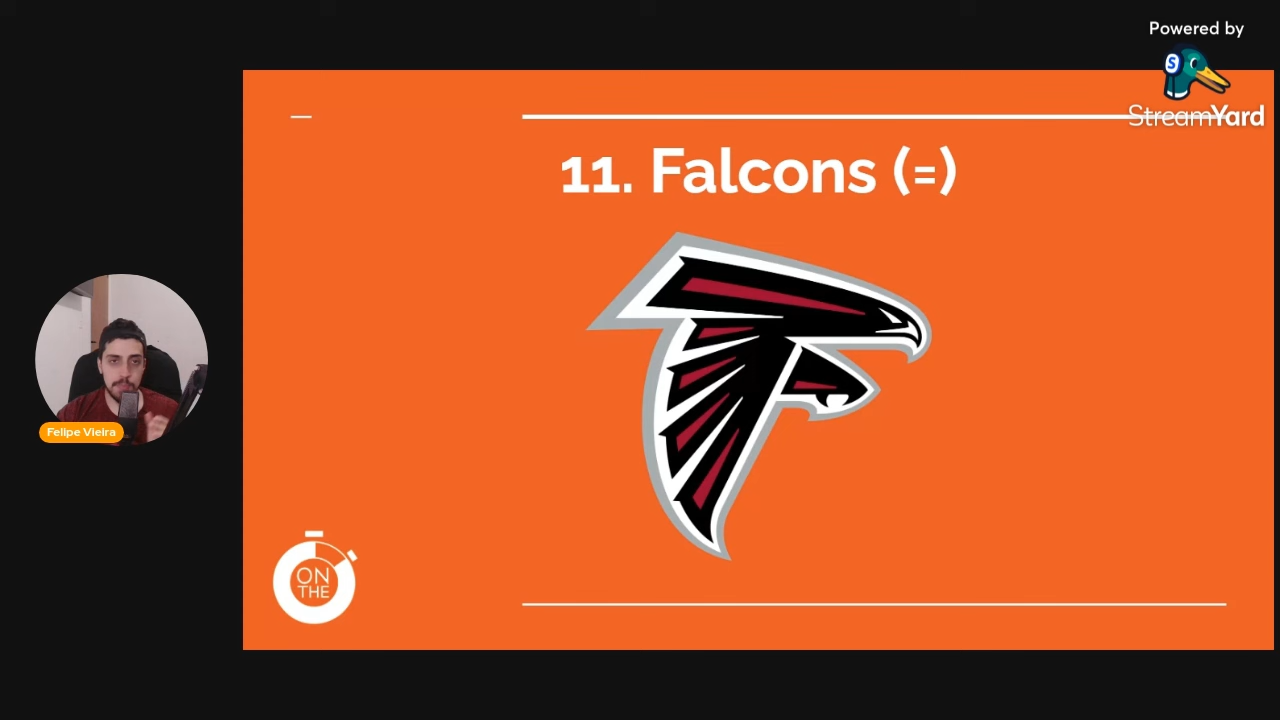 Powered by
StreamYard
11. Falcons (=)
Felipe Vieira
ON
THE
S